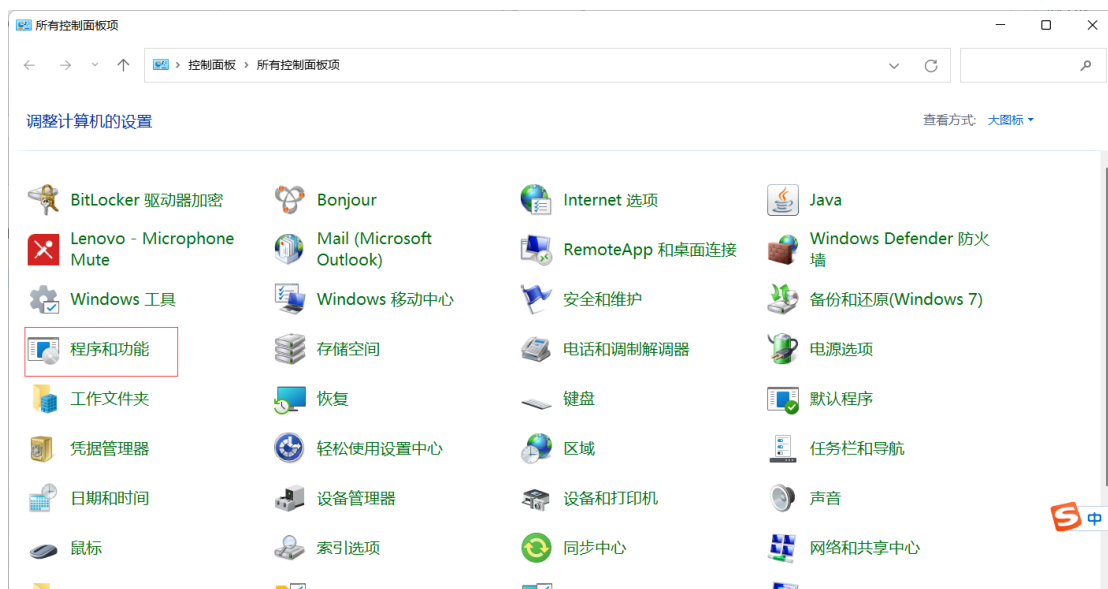 所有控制面板项
控制面板 › 所有控制面板项
调整计算机的设置
查看方式: 大图标
BitLocker 驱动器加密
Bonjour
Internet 选项
Java
Lenovo - Microphone
Mute
Mail (Microsoft
Outlook)
RemoteApp 和桌面连接
Windows Defender 防火
墙
Windows 工具
Windows 移动中心
安全和维护
备份和还原(Windows 7)
程序和功能
存储空间
电话和调制解调器
电源选项
工作文件夹
恢复
键盘
默认程序
凭据管理器
轻松使用设置中心
区域
任务栏和导航
日期和时间
设备管理器
设备和打印机
声音
中
鼠标
索引选项
同步中心
网络和共享中心